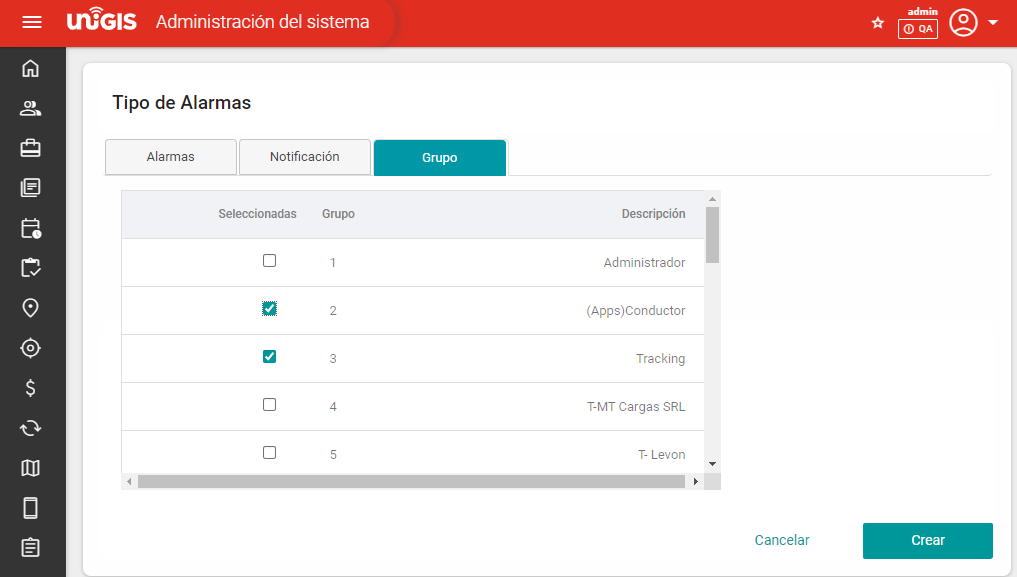 UNIGIS Administración del sistema
admin
QA
Tipo de Alarmas
Alarmas Notificación Grupo
Seleccionadas Grupo Descripción
1 Administrador
2 (Apps)Conductor
3 Tracking
4 T-MT Cargas SRL
5 T- Levon
Cancelar Crear